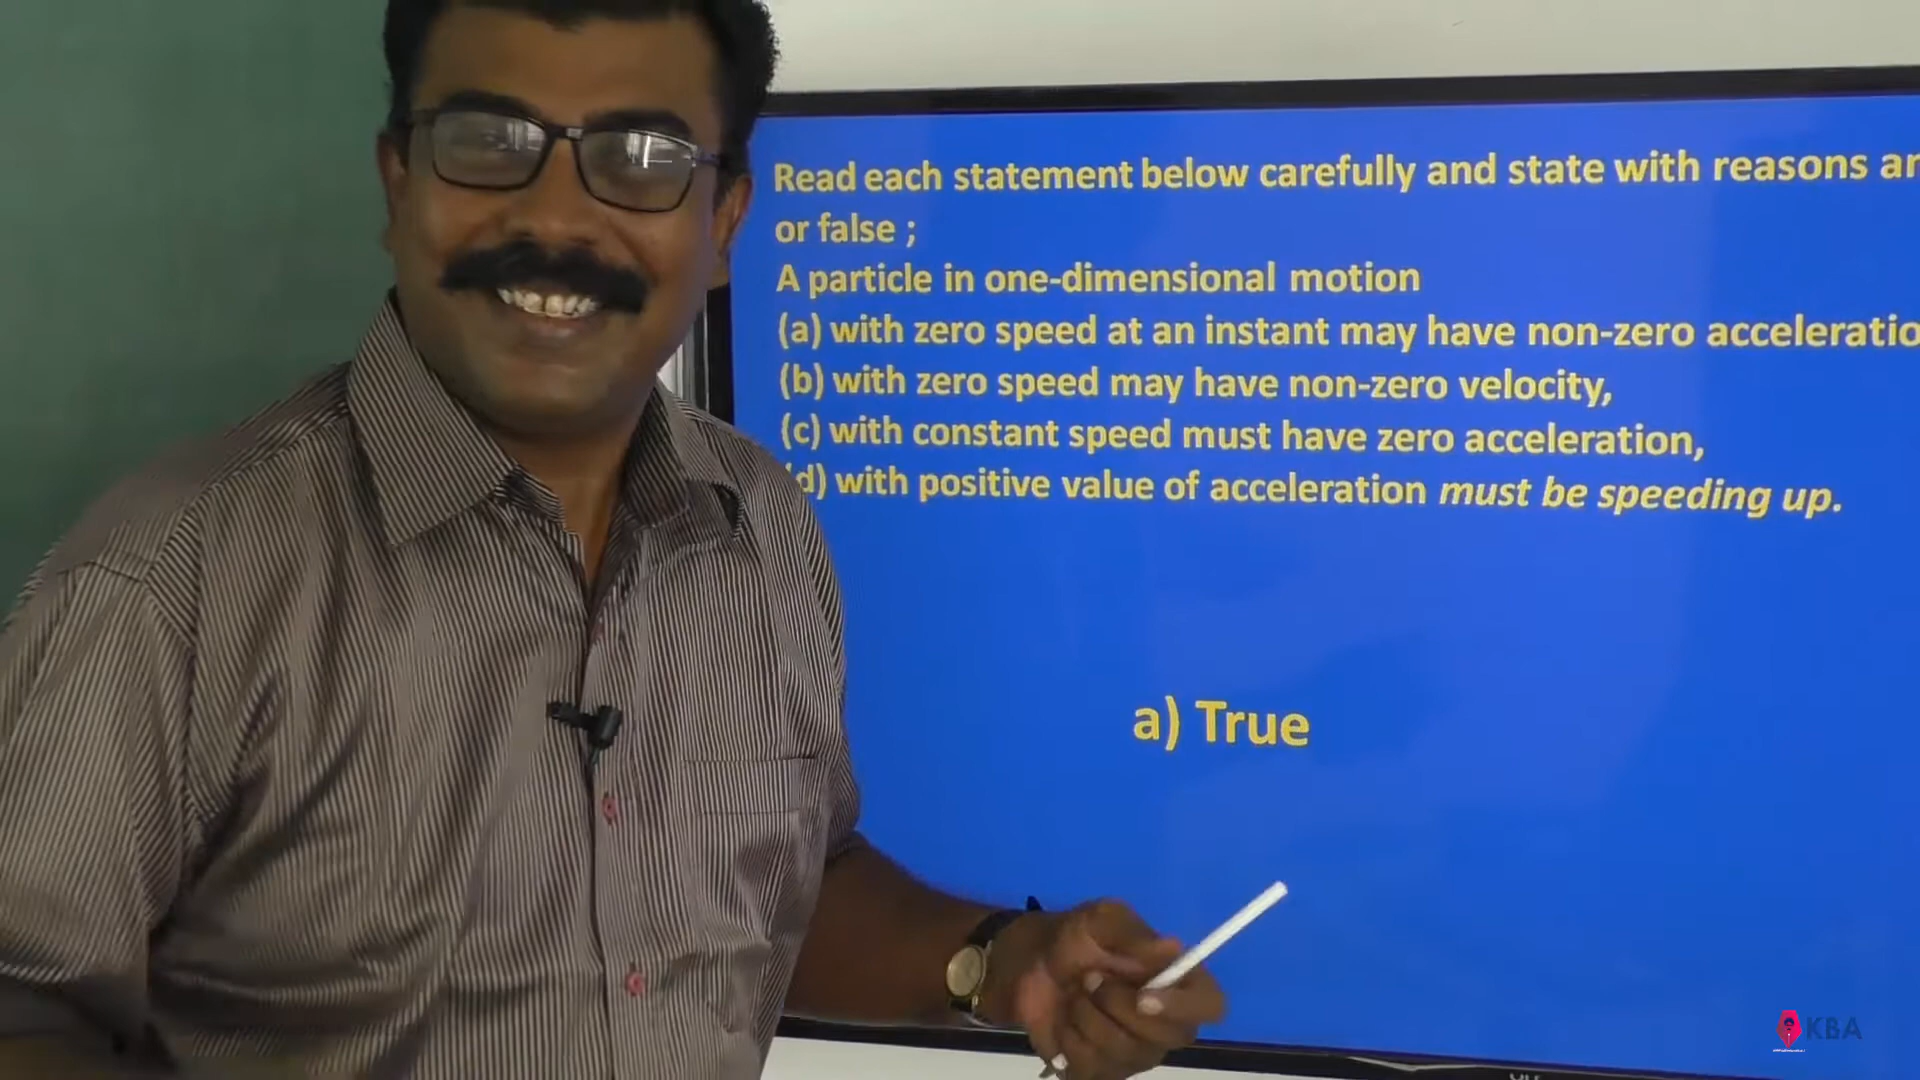 Read each statement below carefully and state with reasons
or false ;
A particle in one-dimensional motion
(a) with zero speed at an instant may have non-zero acceleratio
(b) with zero speed may have non-zero velocity,
(c) with constant speed must have zero acceleration,
d) with positive value of acceleration must be speeding up.
a) True
KBA